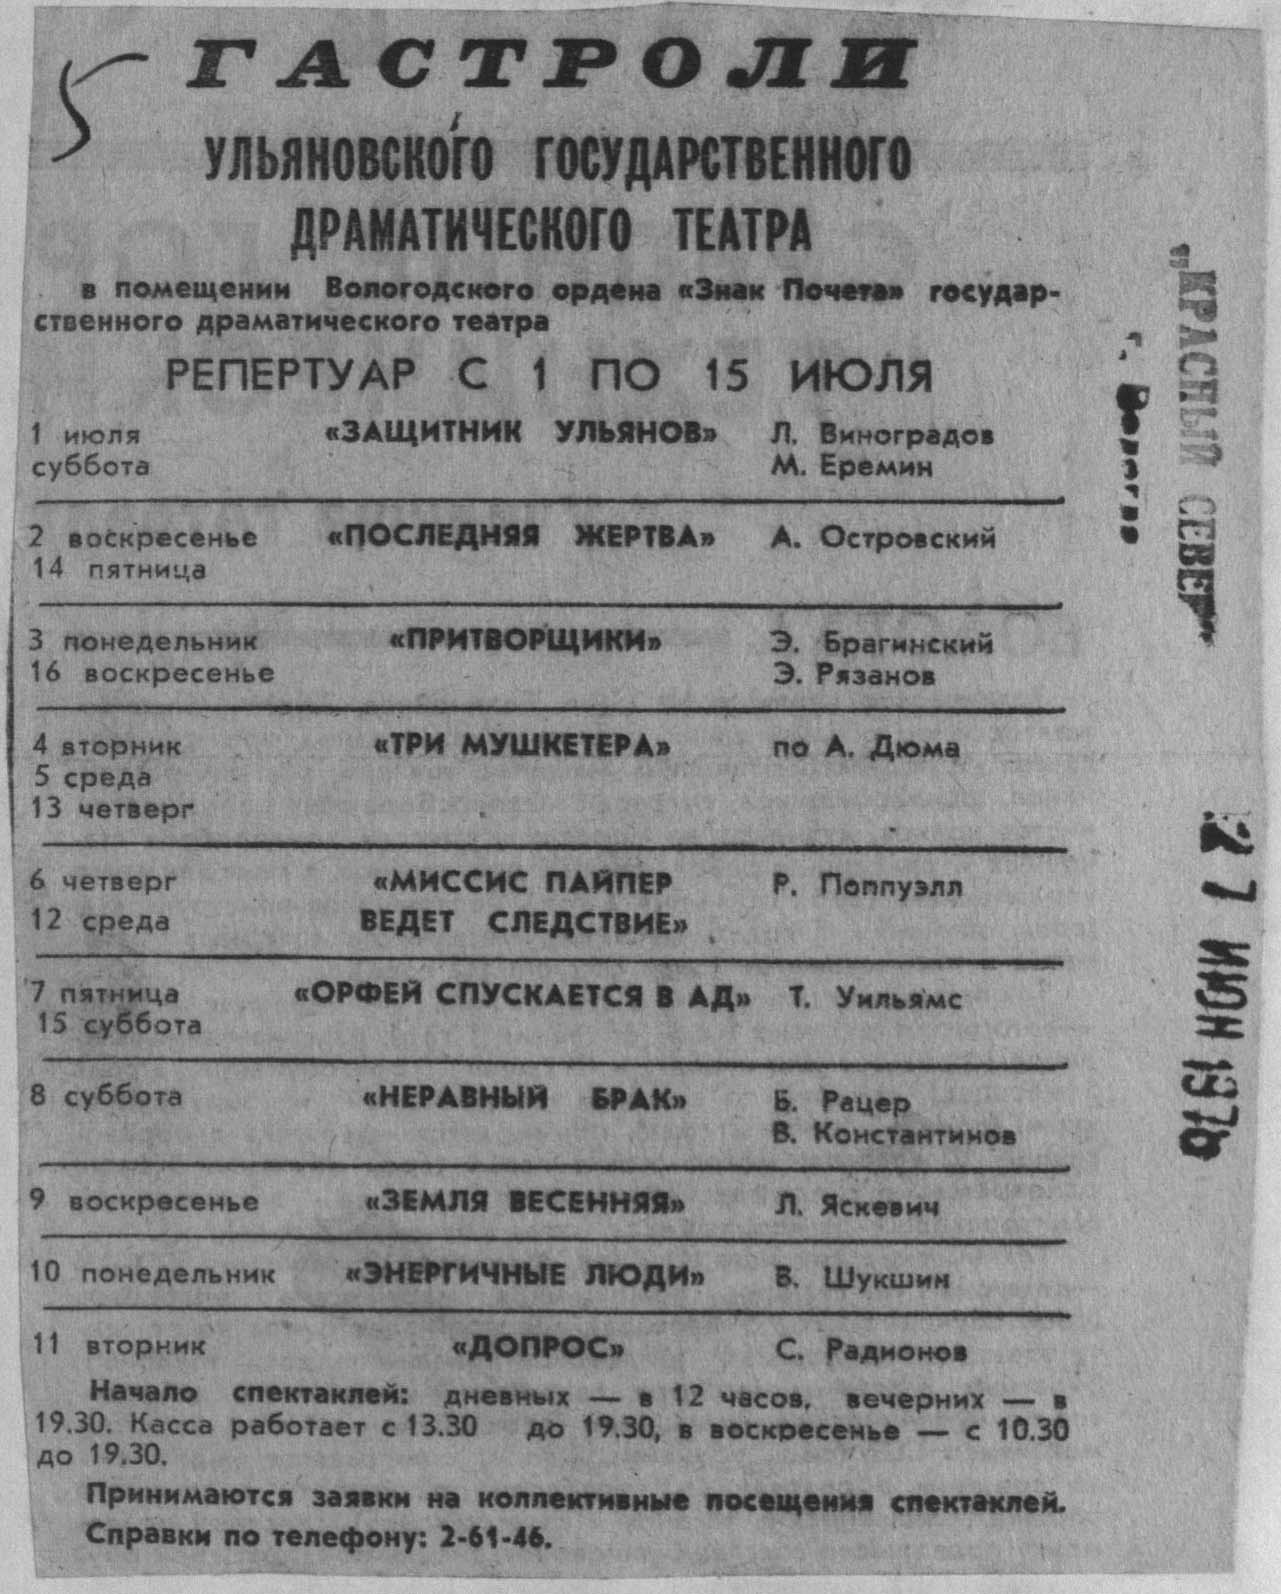 ГАСТРОЛИ
УЛЬЯНОВСКОГО ГОСУДАРСТВЕННОГО
ДРАМАТИЧЕСКОГО ТЕАТРА
в помещении Вологодского ордена «Знак Почета» государ-
ственного драматического театра
РЕПЕРТУАР С 1 ПО 15 ИЮЛЯ
1 июля «ЗАЩИТНИК УЛЬЯНОВ» Л. Виноградов
суббота М. Еремин
2 воскресенье «ПОСЛЕДНЯЯ ЖЕРТВА» А. Островский
14 пятница
3 понедельник «ПРИТВОРЩИКИ» Э. Брагинский
16 воскресенье Э. Рязанов
4 вторник «ТРИ МУШКЕТЕРА» по А. Дюма
5 среда
13 четверг
6 четверг «МИССИС ПАЙПЕР Р. Поппуэлл
12 среда ВЕДЕТ СЛЕДСТВИЕ»
7 пятница «ОРФЕЙ СПУСКАЕТСЯ В АД» Т. Уильямс
15 суббота
8 суббота «НЕРАВНЫЙ БРАК» Б. Рацер
В. Константинов
9 воскресенье «ЗЕМЛЯ ВЕСЕННЯЯ» Л. Яскевич
10 понедельник «ЭНЕРГИЧНЫЕ ЛЮДИ» В. Шукшин
11 вторник «ДОПРОС» С. Радионов
Начало спектаклей: дневных — в 12 часов, вечерних — в
19.30. Касса работает с 13.30 до 19.30, в воскресенье — с 10.30
до 19.30.
Принимаются заявки на коллективные посещения спектаклей.
Справки по телефону: 2-61-46.
„КРАСНЫЙ СЕВЕР"
г. Вологда
27 ИЮН 1978